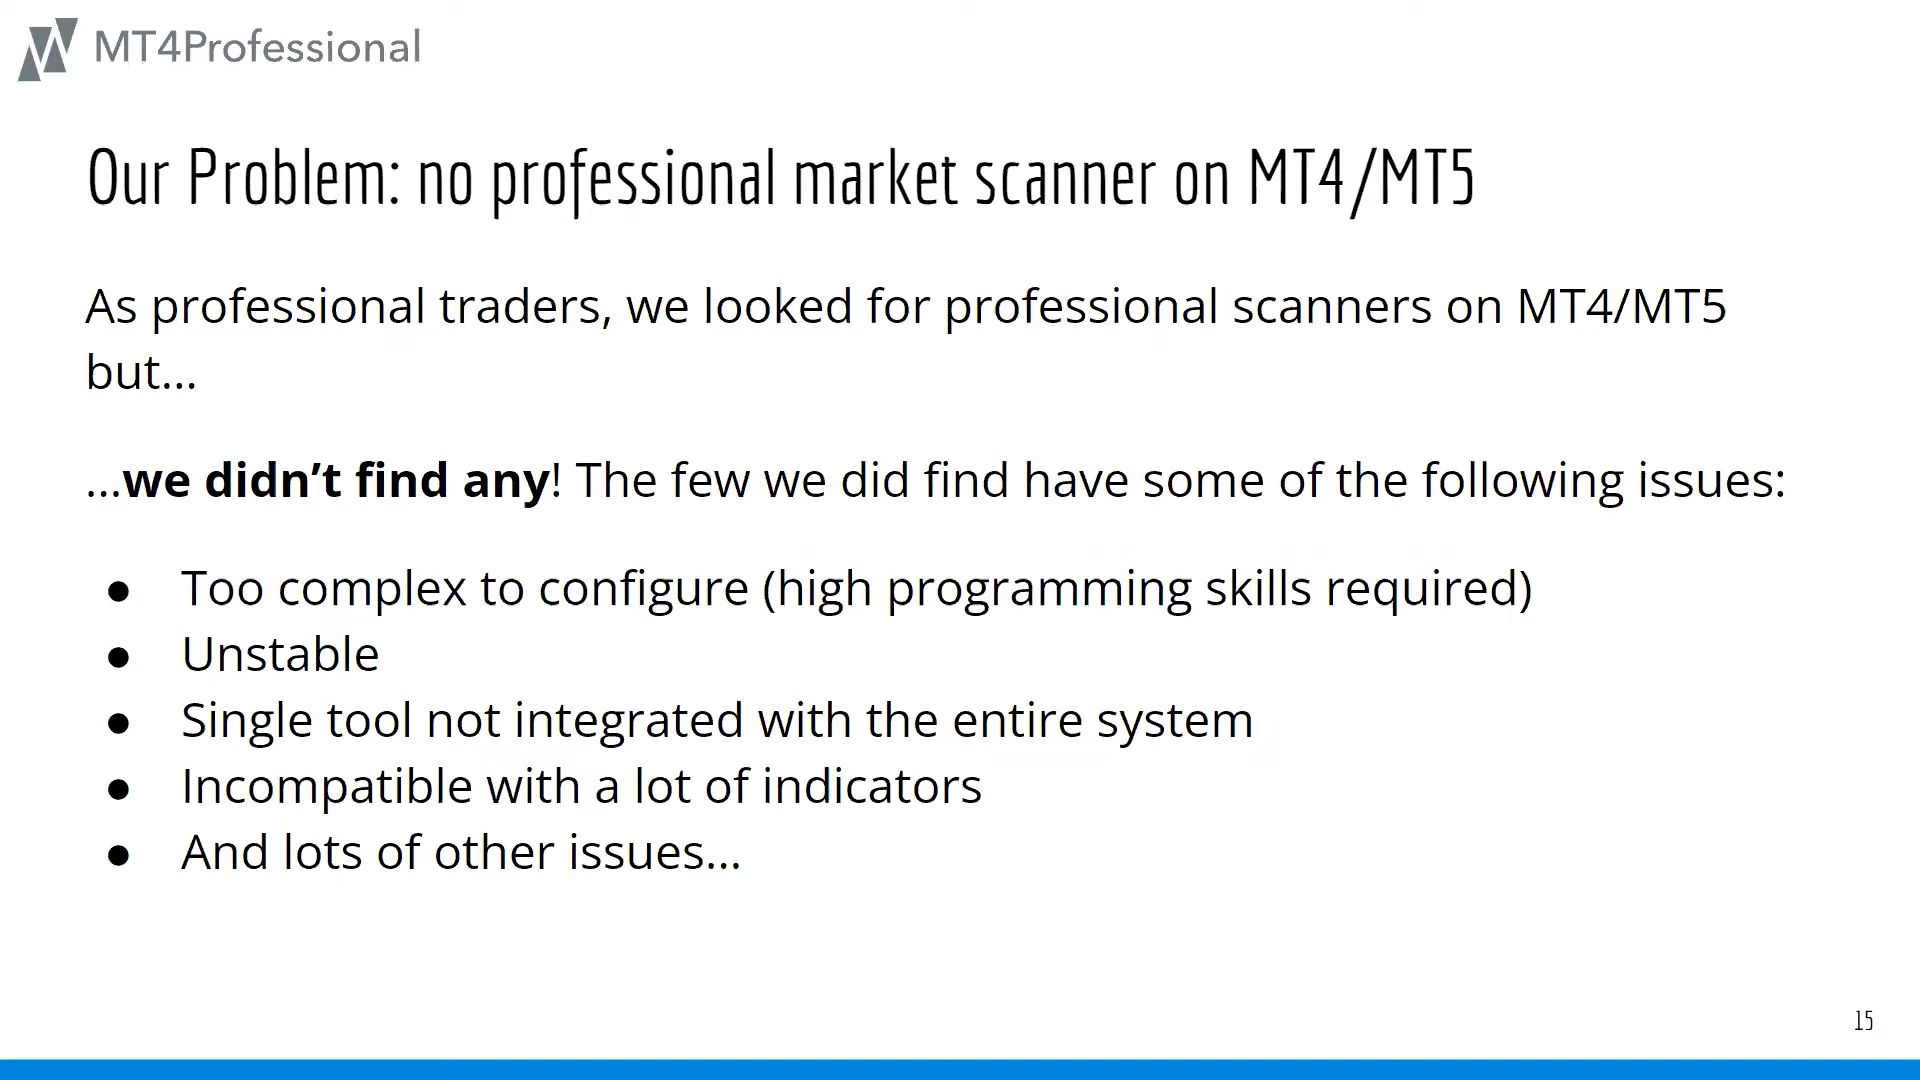 MT4Professional
Our Problem: no professional market scanner on MT4/MT5
As professional traders, we looked for professional scanners on MT4/MT5
but...
...we didn’t find any! The few we did find have some of the following issues:
● Too complex to configure (high programming skills required)
● Unstable
● Single tool not integrated with the entire system
● Incompatible with a lot of indicators
● And lots of other issues...
15